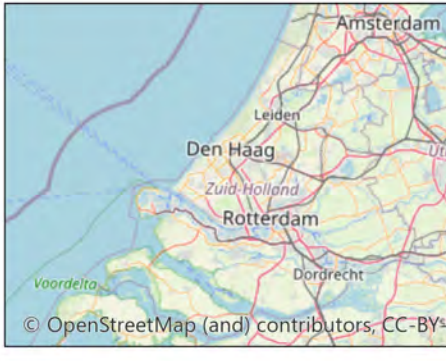 Amsterdam
Leiden
Den Haag
Zuid-Holland
Rotterdam
Dordrecht
Voordelta
© OpenStreetMap (and) contributors, CC-BY